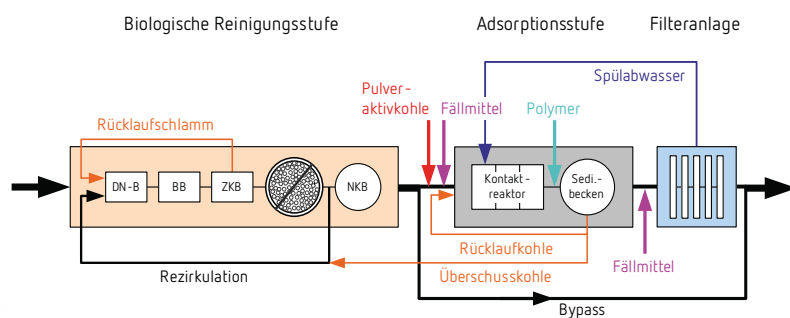 Biologische Reinigungsstufe
Adsorptionsstufe
Filteranlage
Pulver-
aktivkohle
Fällmittel
Polymer
Spülabwasser
Rücklaufschlamm
DN-B
BB
ZKB
NKB
Kontakt-
reaktor
Sedi.-
becken
Rücklaufkohle
Rezirkulation
Überschusskohle
Fällmittel
Bypass